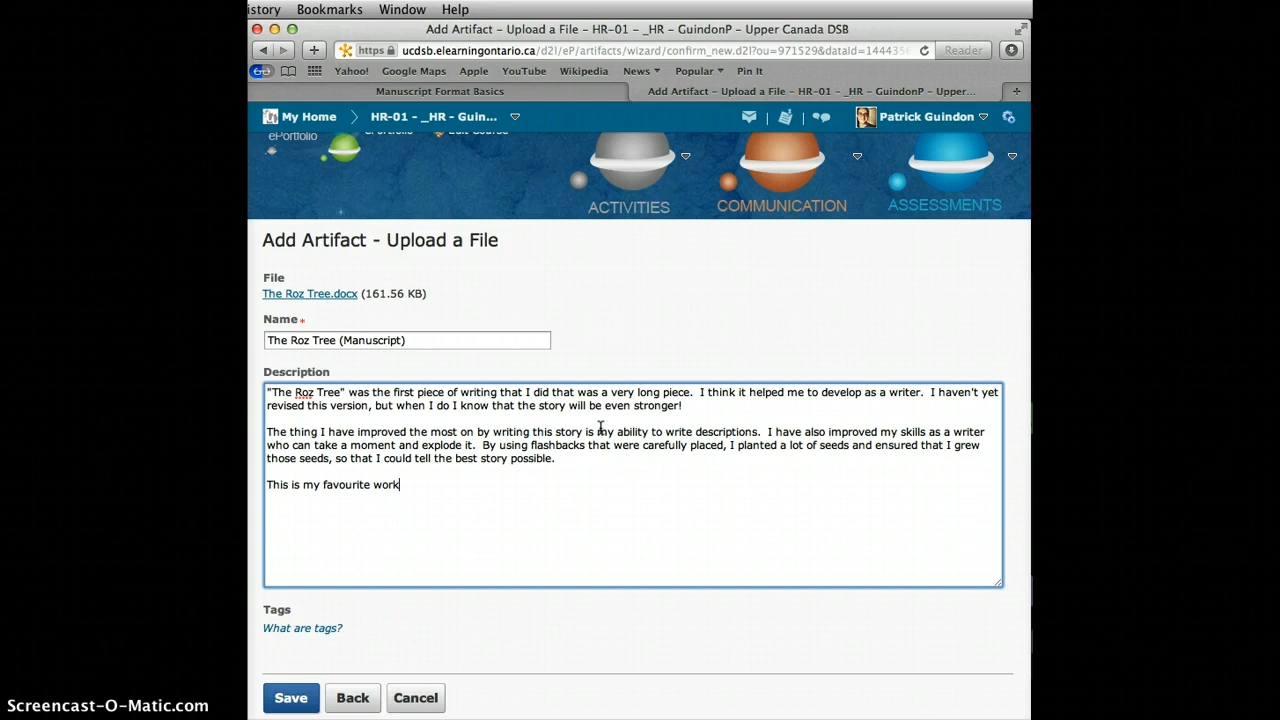 istory Bookmarks Window Help
Add Artifact - Upload a File - HR-01 - _HR - GuindonP - Upper Canada DSB
https ucdsb.elearningontario.ca/d2l/eP/artifacts/wizard/confirm_new.d2l?ou=971529&dataId=144435 Reader
Yahoo! Google Maps Apple YouTube Wikipedia News Popular Pin It
Manuscript Format Basics Add Artifact - Upload a File - HR-01 - _HR - GuindonP - Upper...
My Home HR-01 - _HR - Guin... Patrick Guindon
ePortfolio Edit Course
ACTIVITIES COMMUNICATION ASSESSMENTS
Add Artifact - Upload a File
File
The Roz Tree.docx (161.56 KB)
Name *
The Roz Tree (Manuscript)
Description
"The Roz Tree" was the first piece of writing that I did that was a very long piece. I think it helped me to develop as a writer. I haven't yet
revised this version, but when I do I know that the story will be even stronger!
The thing I have improved the most on by writing this story is my ability to write descriptions. I have also improved my skills as a writer
who can take a moment and explode it. By using flashbacks that were carefully placed, I planted a lot of seeds and ensured that I grew
those seeds, so that I could tell the best story possible.
This is my favourite work
Tags
What are tags?
Save Back Cancel
Screencast-O-Matic.com